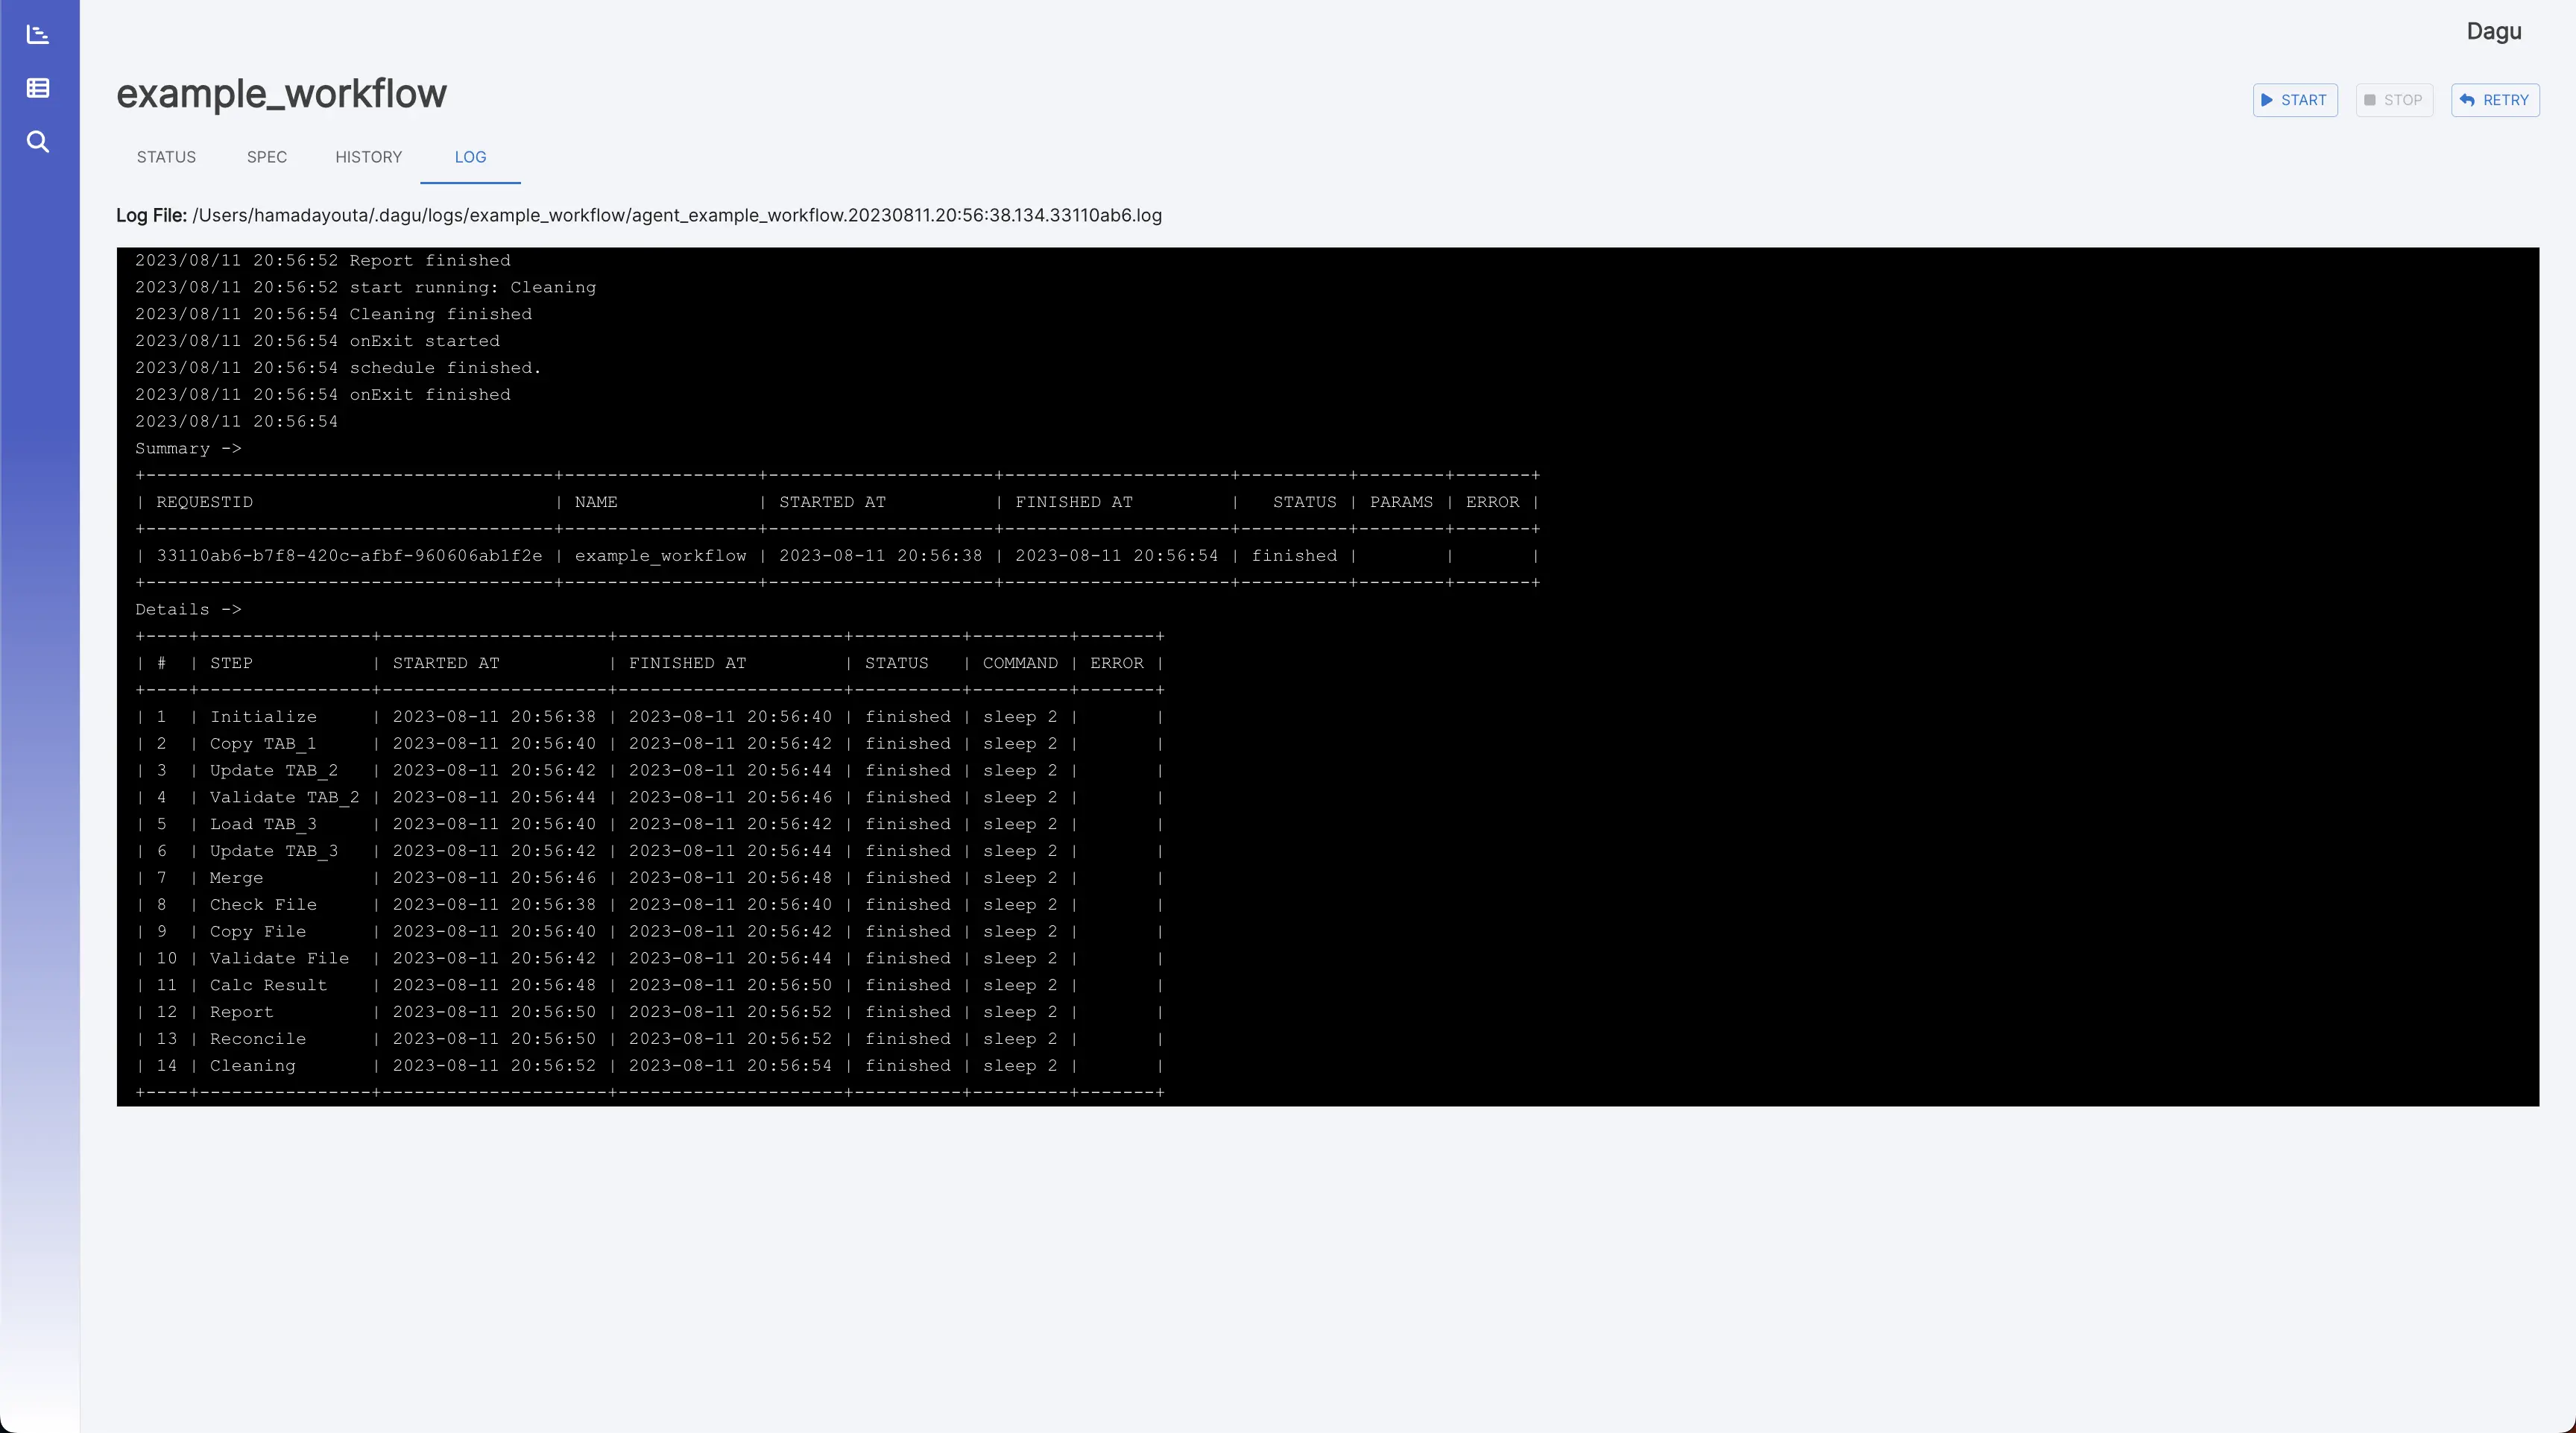 Dagu
example_workflow
START STOP RETRY
STATUS SPEC HISTORY LOG
Log File: /Users/hamadayouta/.dagu/logs/example_workflow/agent_example_workflow.20230811.20:56:38.134.33110ab6.log
2023/08/11 20:56:52 Report finished
2023/08/11 20:56:52 start running: Cleaning
2023/08/11 20:56:54 Cleaning finished
2023/08/11 20:56:54 onExit started
2023/08/11 20:56:54 schedule finished.
2023/08/11 20:56:54 onExit finished
2023/08/11 20:56:54
Summary ->
+--------------------------------------+------------------+---------------------+---------------------+----------+--------+-------+
| REQUESTID                            | NAME             | STARTED AT          | FINISHED AT         |   STATUS | PARAMS | ERROR |
+--------------------------------------+------------------+---------------------+---------------------+----------+--------+-------+
| 33110ab6-b7f8-420c-afbf-960606ab1f2e | example_workflow | 2023-08-11 20:56:38 | 2023-08-11 20:56:54 | finished |        |       |
+--------------------------------------+------------------+---------------------+---------------------+----------+--------+-------+
Details ->
+----+----------------+---------------------+---------------------+----------+---------+-------+
| #  | STEP           | STARTED AT          | FINISHED AT         | STATUS   | COMMAND | ERROR |
+----+----------------+---------------------+---------------------+----------+---------+-------+
| 1  | Initialize     | 2023-08-11 20:56:38 | 2023-08-11 20:56:40 | finished | sleep 2 |       |
| 2  | Copy TAB_1     | 2023-08-11 20:56:40 | 2023-08-11 20:56:42 | finished | sleep 2 |       |
| 3  | Update TAB_2   | 2023-08-11 20:56:42 | 2023-08-11 20:56:44 | finished | sleep 2 |       |
| 4  | Validate TAB_2 | 2023-08-11 20:56:44 | 2023-08-11 20:56:46 | finished | sleep 2 |       |
| 5  | Load TAB_3     | 2023-08-11 20:56:40 | 2023-08-11 20:56:42 | finished | sleep 2 |       |
| 6  | Update TAB_3   | 2023-08-11 20:56:42 | 2023-08-11 20:56:44 | finished | sleep 2 |       |
| 7  | Merge          | 2023-08-11 20:56:46 | 2023-08-11 20:56:48 | finished | sleep 2 |       |
| 8  | Check File     | 2023-08-11 20:56:38 | 2023-08-11 20:56:40 | finished | sleep 2 |       |
| 9  | Copy File      | 2023-08-11 20:56:40 | 2023-08-11 20:56:42 | finished | sleep 2 |       |
| 10 | Validate File  | 2023-08-11 20:56:42 | 2023-08-11 20:56:44 | finished | sleep 2 |       |
| 11 | Calc Result    | 2023-08-11 20:56:48 | 2023-08-11 20:56:50 | finished | sleep 2 |       |
| 12 | Report         | 2023-08-11 20:56:50 | 2023-08-11 20:56:52 | finished | sleep 2 |       |
| 13 | Reconcile      | 2023-08-11 20:56:50 | 2023-08-11 20:56:52 | finished | sleep 2 |       |
| 14 | Cleaning       | 2023-08-11 20:56:52 | 2023-08-11 20:56:54 | finished | sleep 2 |       |
+----+----------------+---------------------+---------------------+----------+---------+-------+